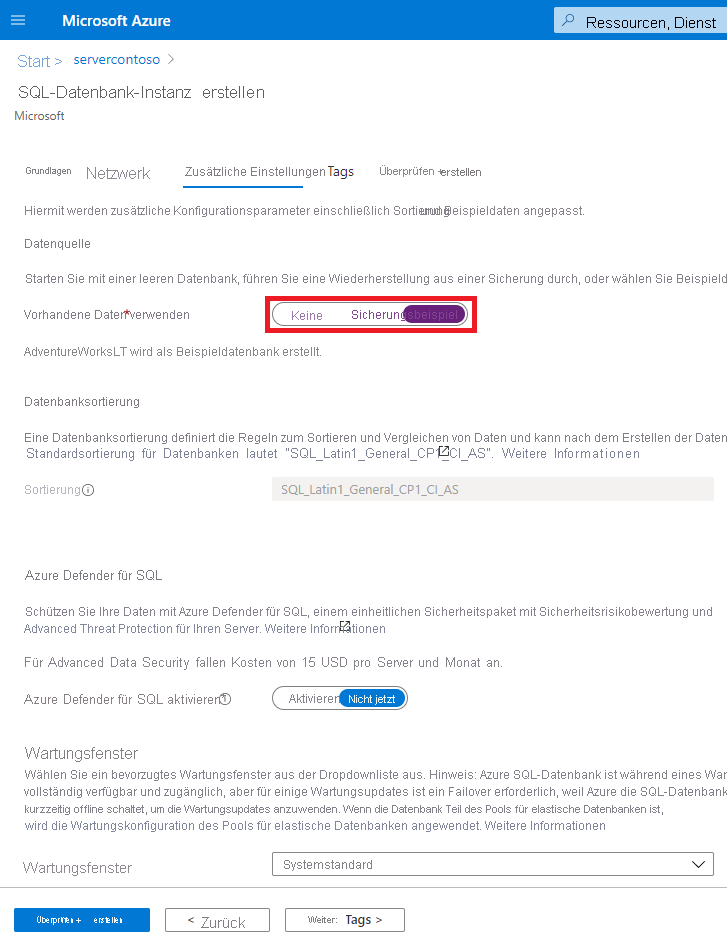 Microsoft Azure
Ressourcen, Dienst
Start > servercontoso >
SQL-Datenbank-Instanz erstellen
Microsoft
Grundlagen Netzwerk Zusätzliche Einstellungen Tags Überprüfen + erstellen
Hiermit werden zusätzliche Konfigurationsparameter einschließlich Sortierung und Beispieldaten angepasst.
Datenquelle
Starten Sie mit einer leeren Datenbank, führen Sie eine Wiederherstellung aus einer Sicherung durch, oder wählen Sie Beispield
Vorhandene Daten verwenden * Keine Sicherungsbeispiel
AdventureWorksLT wird als Beispieldatenbank erstellt.
Datenbanksortierung
Eine Datenbanksortierung definiert die Regeln zum Sortieren und Vergleichen von Daten und kann nach dem Erstellen der Daten
Standardsortierung für Datenbanken lautet "SQL_Latin1_General_CP1_CI_AS". Weitere Informationen
Sortierung SQL_Latin1_General_CP1_CI_AS
Azure Defender für SQL
Schützen Sie Ihre Daten mit Azure Defender für SQL, einem einheitlichen Sicherheitspaket mit Sicherheitsrisikobewertung und
Advanced Threat Protection für Ihren Server. Weitere Informationen
Für Advanced Data Security fallen Kosten von 15 USD pro Server und Monat an.
Azure Defender für SQL aktivieren Aktivieren Nicht jetzt
Wartungsfenster
Wählen Sie ein bevorzugtes Wartungsfenster aus der Dropdownliste aus. Hinweis: Azure SQL-Datenbank ist während eines War
vollständig verfügbar und zugänglich, aber für einige Wartungsupdates ist ein Failover erforderlich, weil Azure die SQL-Datenbank
kurzzeitig offline schaltet, um die Wartungsupdates anzuwenden. Wenn die Datenbank Teil des Pools für elastische Datenbanken ist,
wird die Wartungskonfiguration des Pools für elastische Datenbanken angewendet. Weitere Informationen
Wartungsfenster Systemstandard
Überprüfen + erstellen < Zurück Weiter: Tags >